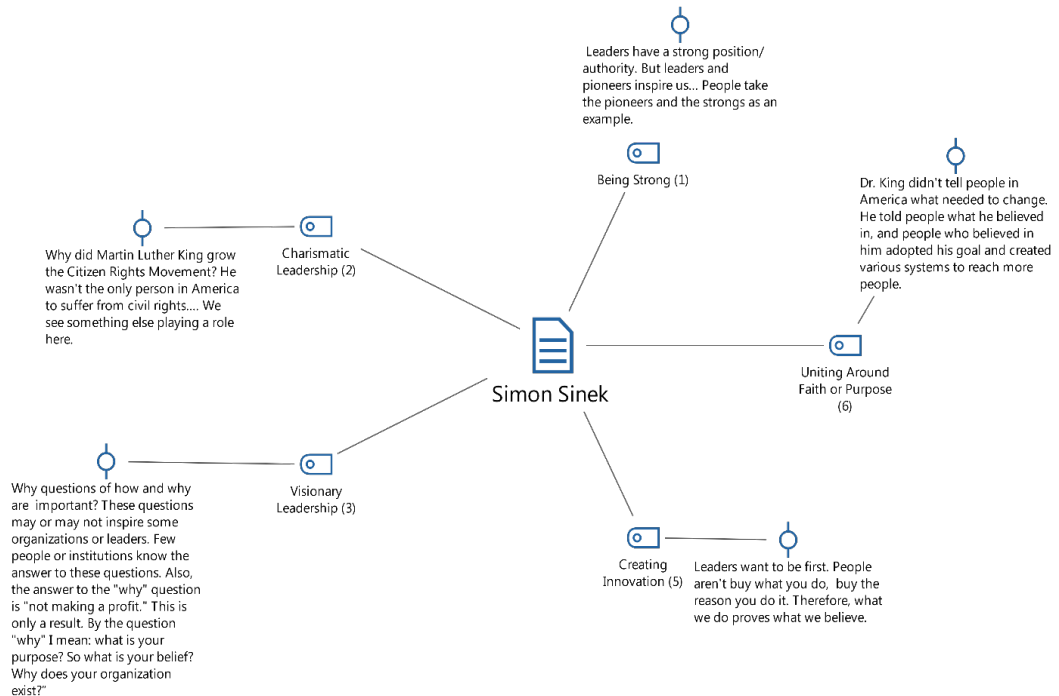 Leaders have a strong position/
authority. But leaders and
pioneers inspire us... People take
the pioneers and the strongs as an
example.
Being Strong (1)
Dr. King didn't tell people in
America what needed to change.
He told people what he believed
in, and people who believed in
him adopted his goal and created
various systems to reach more
people.
Why did Martin Luther King grow
the Citizen Rights Movement? He
wasn't the only person in America
to suffer from civil rights.... We
see something else playing a role
here.
Charismatic
Leadership (2)
Simon Sinek
Uniting Around
Faith or Purpose
(6)
Why questions of how and why
are important? These questions
may or may not inspire some
organizations or leaders. Few
people or institutions know the
answer to these questions. Also,
the answer to the "why" question
is "not making a profit." This is
only a result. By the question
"why" I mean: what is your
purpose? So what is your belief?
Why does your organization
exist?"
Visionary
Leadership (3)
Creating
Innovation (5)
Leaders want to be first. People
aren't buy what you do, buy the
reason you do it. Therefore, what
we do proves what we believe.